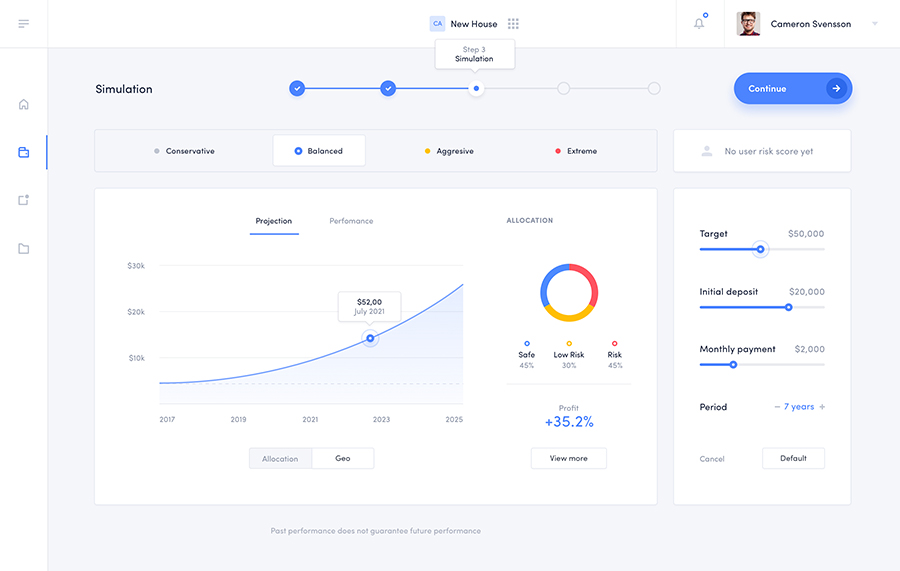 CA New House
Cameron Svensson
Step 3
Simulation
Simulation
Continue
Conservative
Balanced
Aggresive
Extreme
No user risk score yet
Projection
Perfomance
$30k
$20k
$10k
$52,00
July 2021
2017
2019
2021
2023
2025
Allocation
Geo
ALLOCATION
Safe
45%
Low Risk
30%
Risk
45%
Profit
+35.2%
View more
Target
$50,000
Initial deposit
$20,000
Monthly payment
$2,000
Period
– 7 years +
Cancel
Default
Past performance does not guarantee future performance